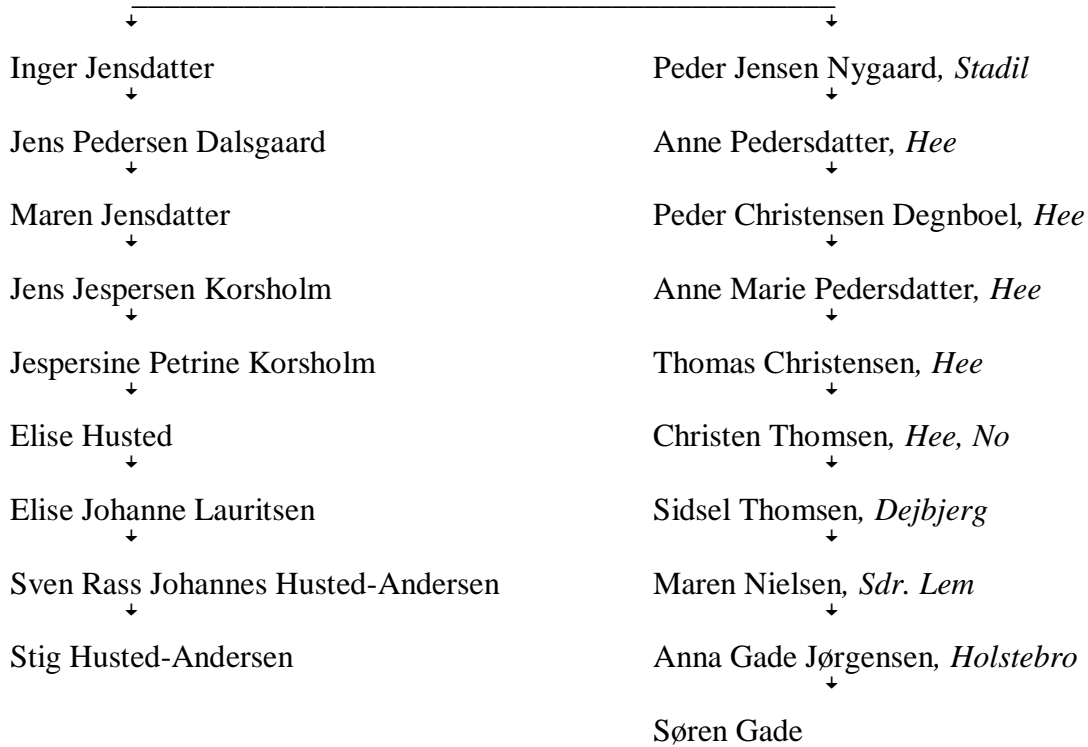 Inger Jensdatter Peder Jensen Nygaard, Stadil
Jens Pedersen Dalsgaard Anne Pedersdatter, Hee
Maren Jensdatter Peder Christensen Degnboel, Hee
Jens Jespersen Korsholm Anne Marie Pedersdatter, Hee
Jespersine Petrine Korsholm Thomas Christensen, Hee
Elise Husted Christen Thomsen, Hee, No
Elise Johanne Lauritsen Sidsel Thomsen, Dejbjerg
Sven Rass Johannes Husted-Andersen Maren Nielsen, Sdr. Lem
Stig Husted-Andersen Anna Gade Jørgensen, Holstebro
Søren Gade